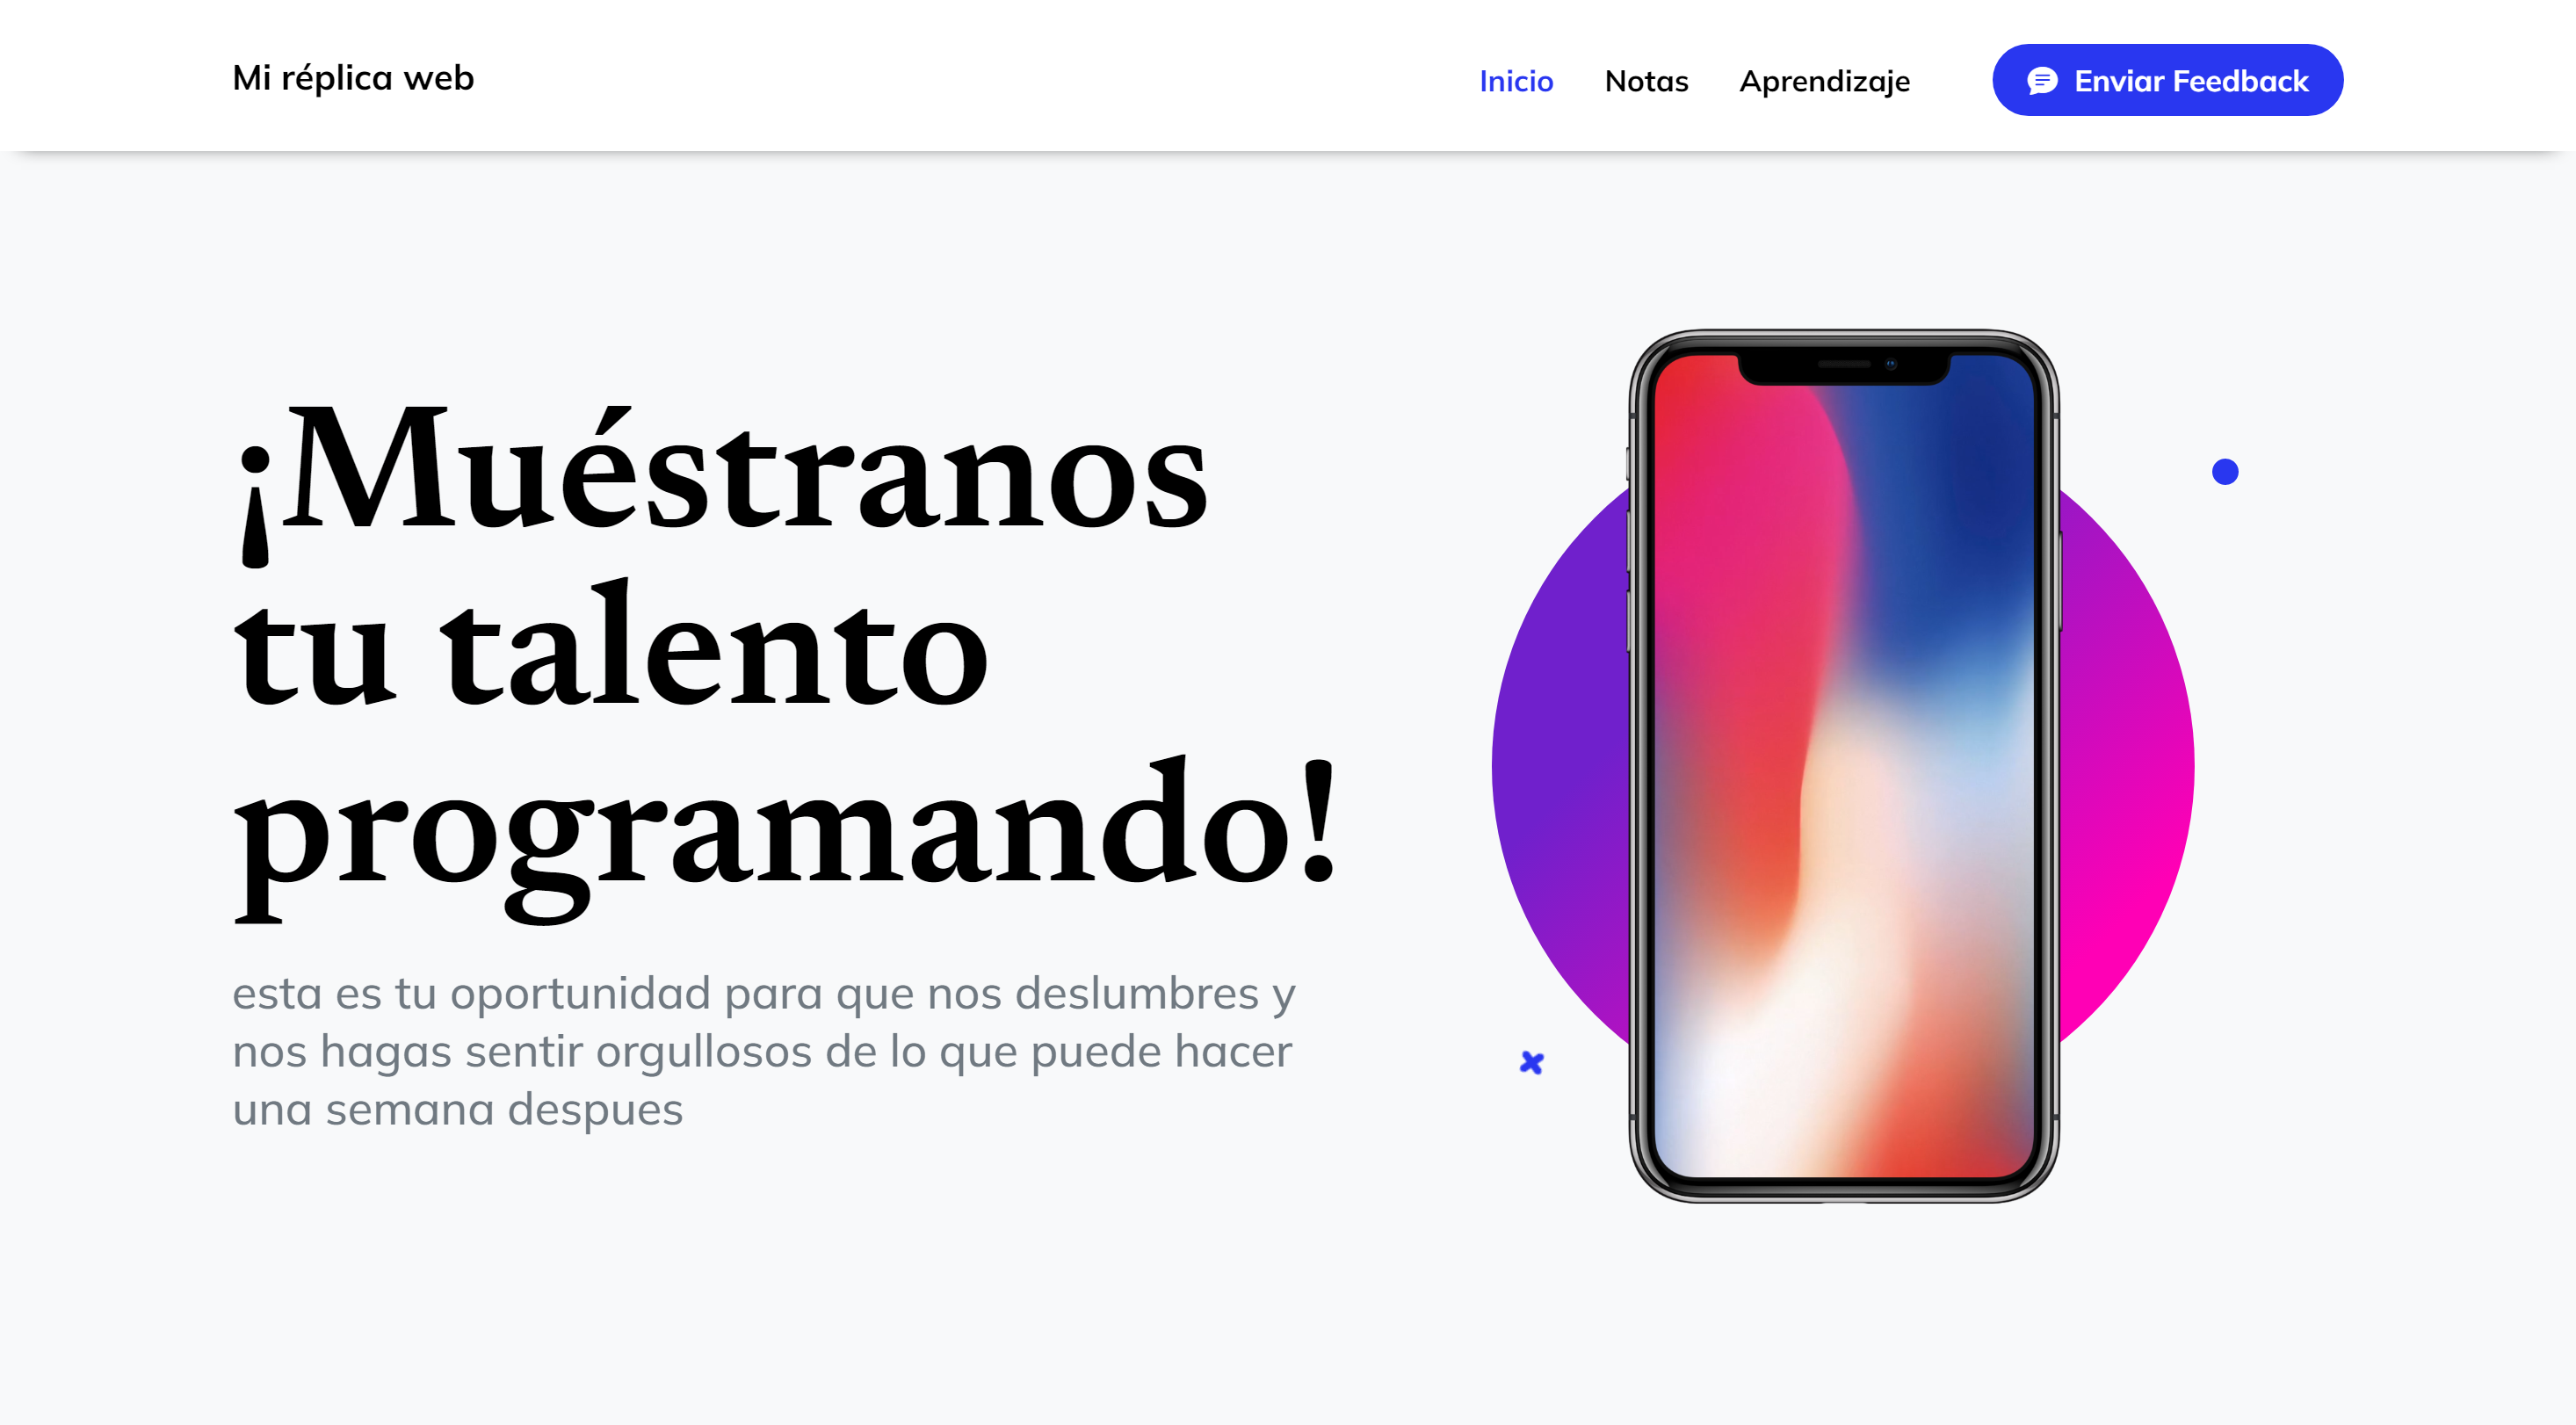 Mi réplica web
Inicio
Notas
Aprendizaje
Enviar Feedback
¡Muéstranos
tu talento
programando!
esta es tu oportunidad para que nos deslumbres y
nos hagas sentir orgullosos de lo que puede hacer
una semana despues